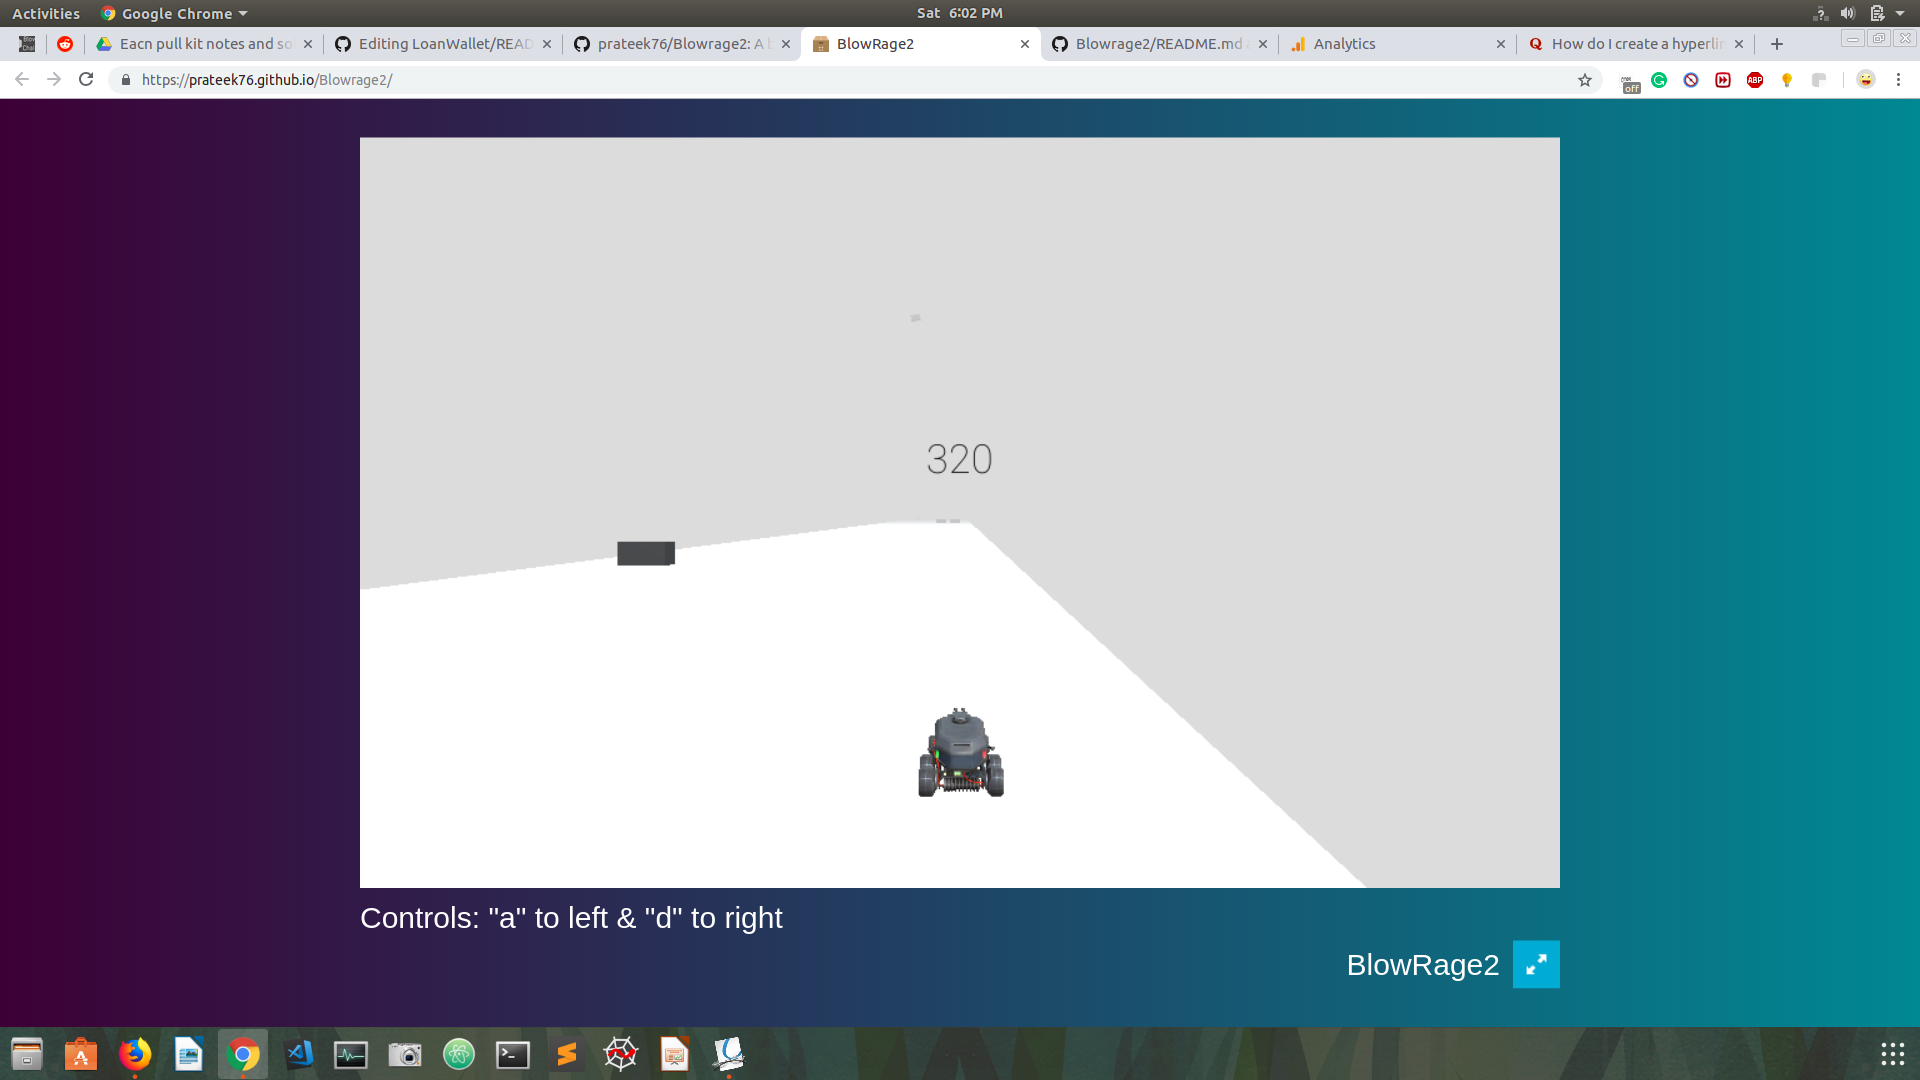 Activities Google Chrome Sat 6:02 PM
Eacn pull kit notes and so Editing LoanWallet/READ prateek76/Blowrage2: A b BlowRage2 Blowrage2/README.md a Analytics How do I create a hyperlin
https://prateek76.github.io/Blowrage2/ off ABP
320
Controls: "a" to left & "d" to right
BlowRage2